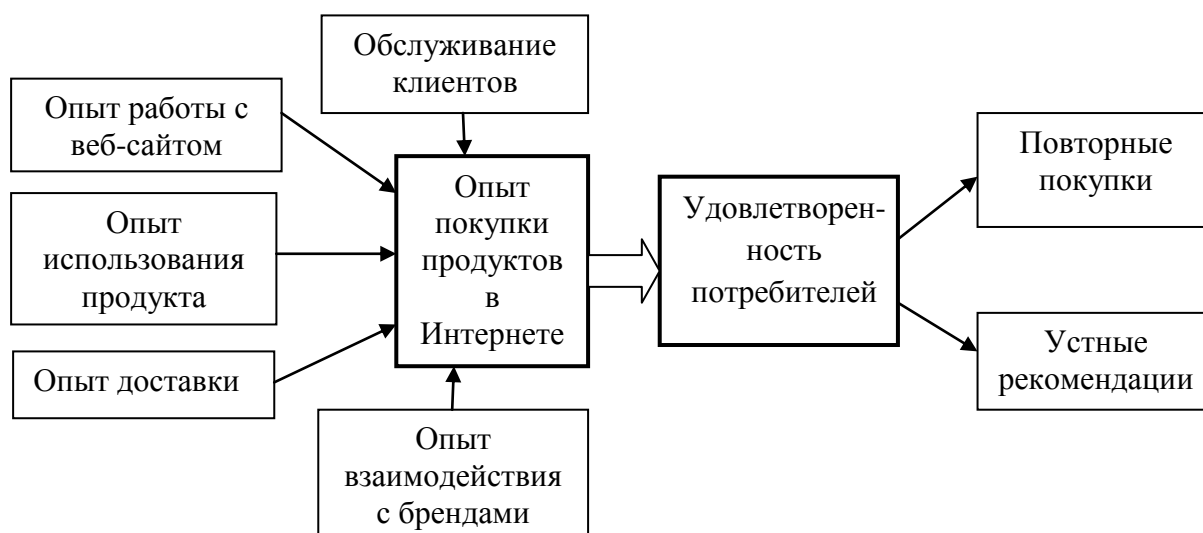 Обслуживание
клиентов
Опыт работы с
веб-сайтом
Опыт
использования
продукта
Опыт доставки
Опыт
взаимодействия
с брендами
Опыт
покупки
продуктов
в
Интернете
Удовлетворен-
ность
потребителей
Повторные
покупки
Устные
рекомендации